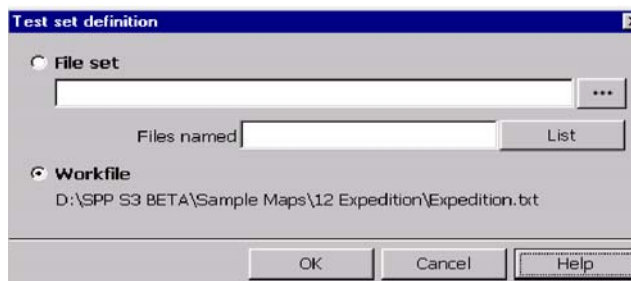 Test set definition
File set
...
Files named
List
Workfile
D:\SPP S3 BETA\Sample Maps\12 Expedition\Expedition.txt
OK Cancel Help